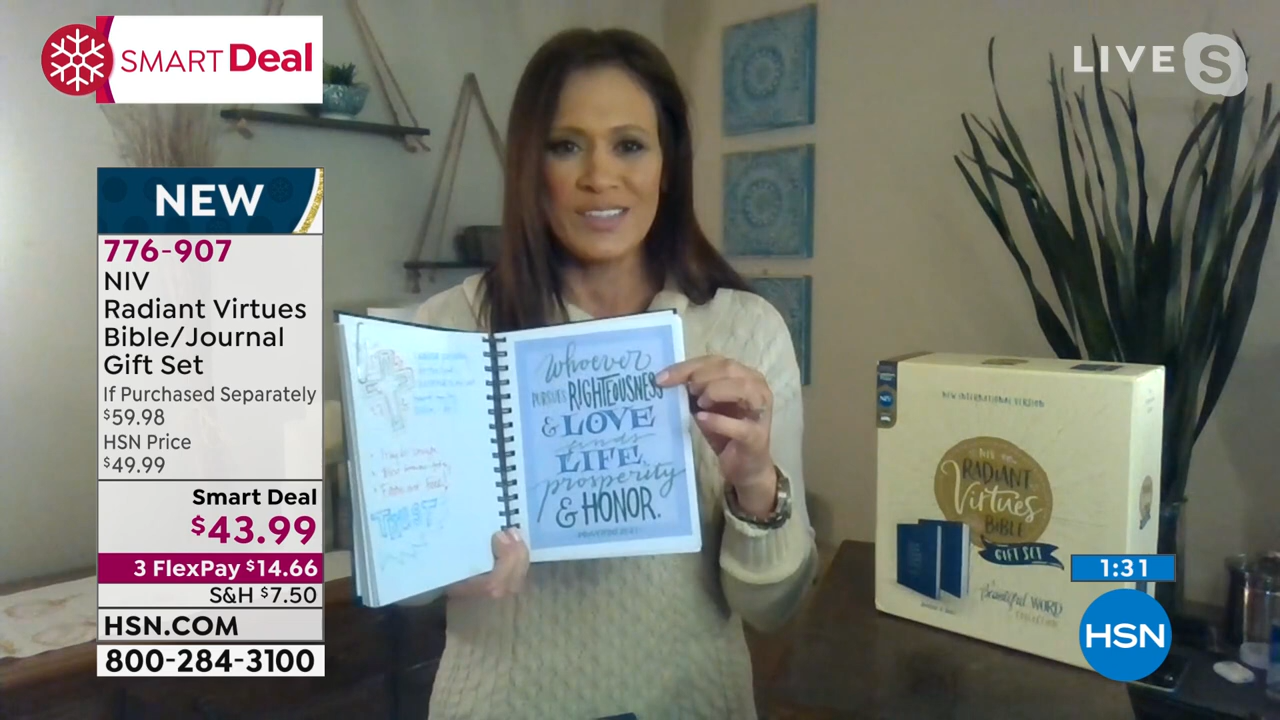 SMART Deal
LIVE S
NEW
776-907
NIV
Radiant Virtues
Bible/Journal
Gift Set
If Purchased Separately
$59.98
HSN Price
$49.99
Smart Deal
$43.99
3 FlexPay $14.66
S&H $7.50
HSN.COM
800-284-3100
whoever
PURSUES RIGHTEOUSNESS
& LOVE
finds
LIFE,
prosperity
& HONOR.
TRUST
NEW INTERNATIONAL VERSION
RADIANT
Virtues
BIBLE
GIFT SET
A
Beautiful WORD
COLLECTION
1:31
HSN